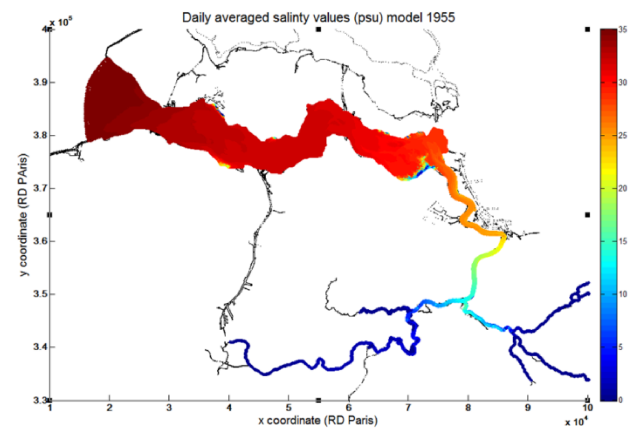 Daily averaged salinity values (psu) model 1955
x 10⁵
4
3.9
3.8
3.7
3.6
3.5
3.4
3.3
y coordinate (RD PAris)
1 2 3 4 5 6 7 8 9 10
x 10⁴
x coordinate (RD Paris)
35
30
25
20
15
10
5
0